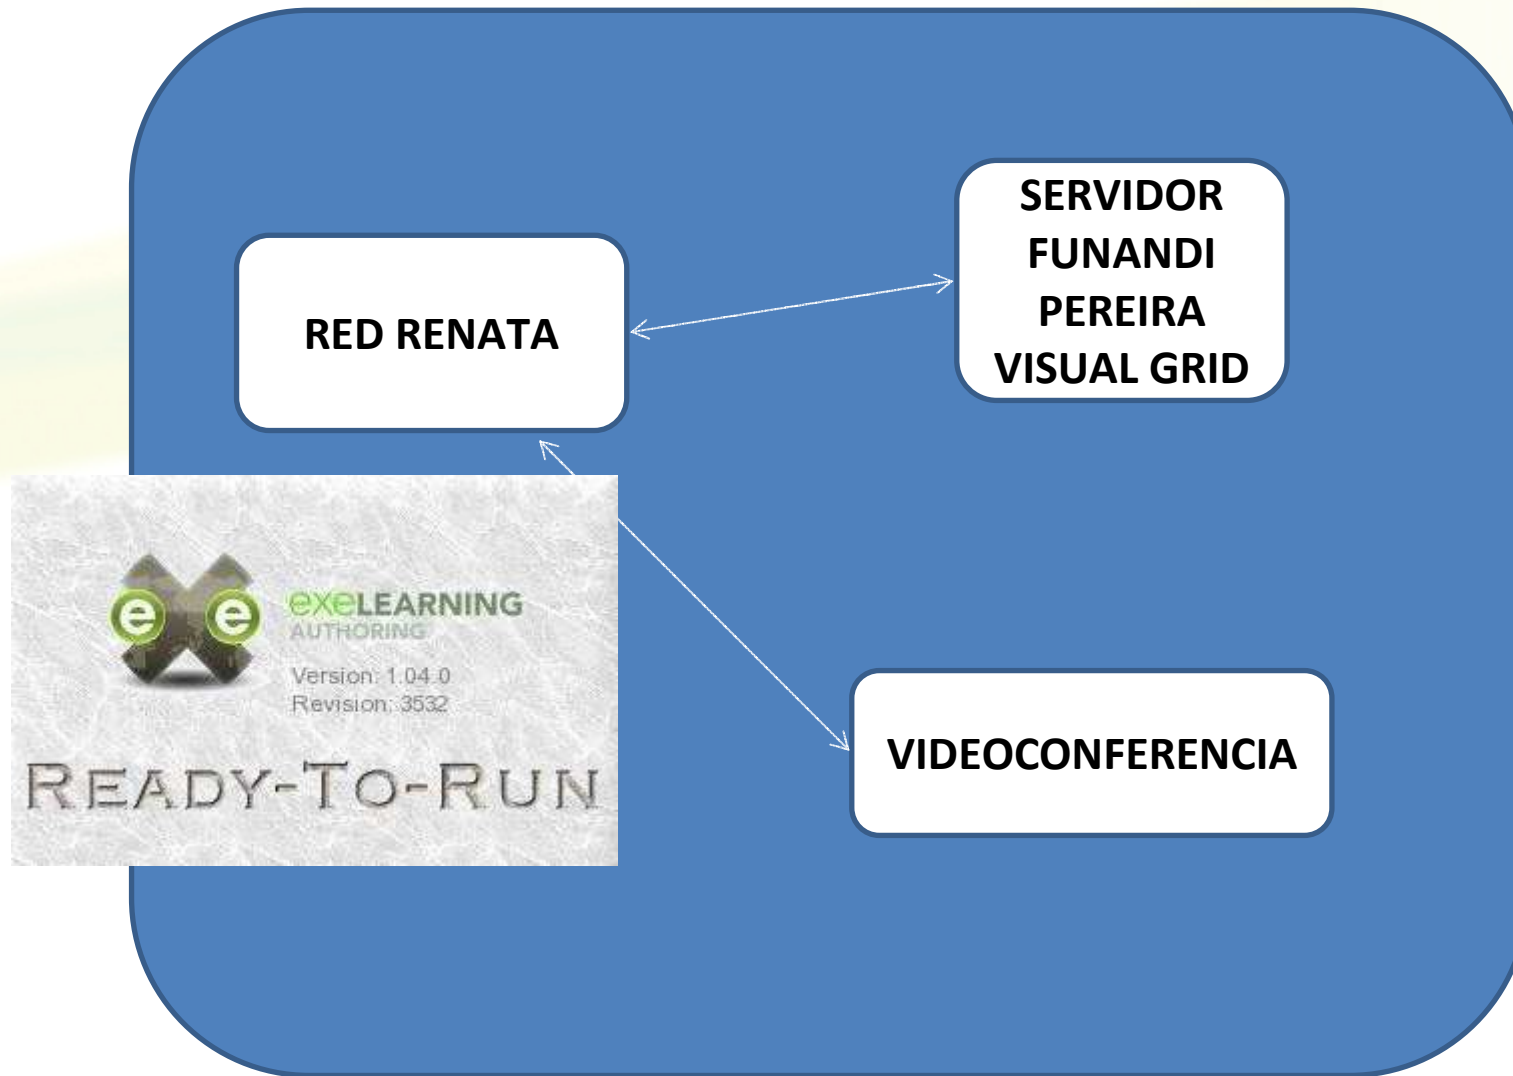 SERVIDOR
FUNANDI
PEREIRA
VISUAL GRID
RED RENATA
exeLEARNING
AUTHORING
Version: 1.04.0
Revision: 3532
READY-TO-RUN
VIDEOCONFERENCIA